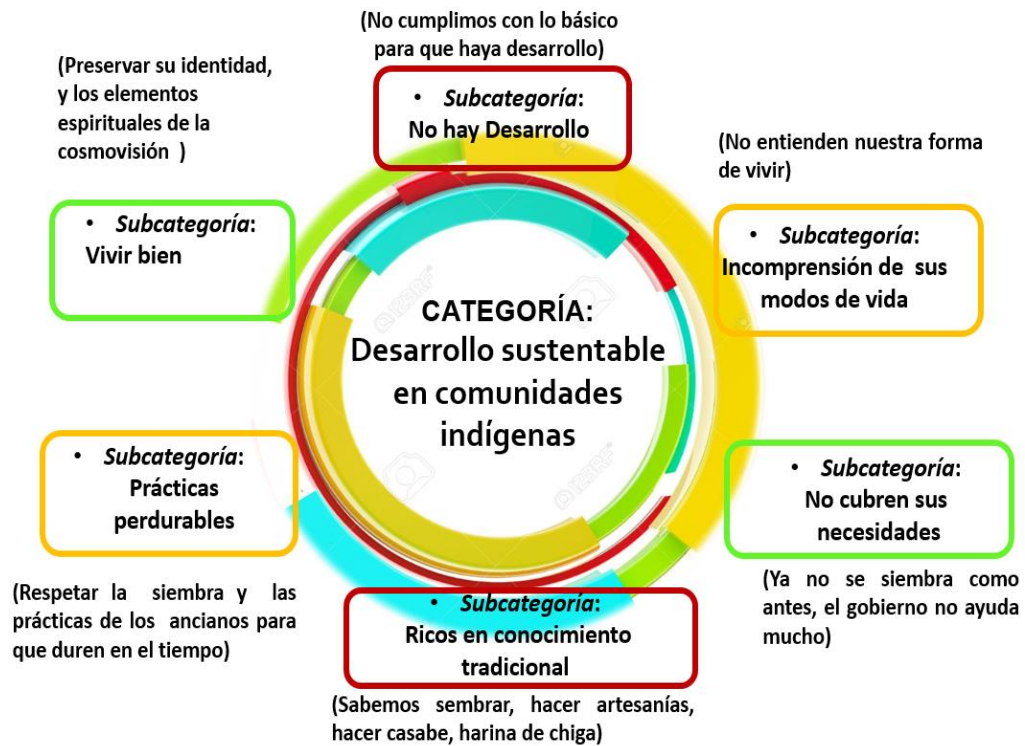 (No cumplimos con lo básico
para que haya desarrollo)
• Subcategoría:
No hay Desarrollo
(Preservar su identidad,
y los elementos
espirituales de la
cosmovisión )
• Subcategoría:
Vivir bien
(No entienden nuestra forma
de vivir)
• Subcategoría:
Incomprensión de sus
modos de vida
CATEGORÍA:
Desarrollo sustentable
en comunidades
indígenas
• Subcategoría:
Prácticas
perdurables
(Respetar la siembra y las
prácticas de los ancianos para
que duren en el tiempo)
• Subcategoría:
No cubren sus
necesidades
(Ya no se siembra como
antes, el gobierno no ayuda
mucho)
• Subcategoría:
Ricos en conocimiento
tradicional
(Sabemos sembrar, hacer artesanías,
hacer casabe, harina de chiga)